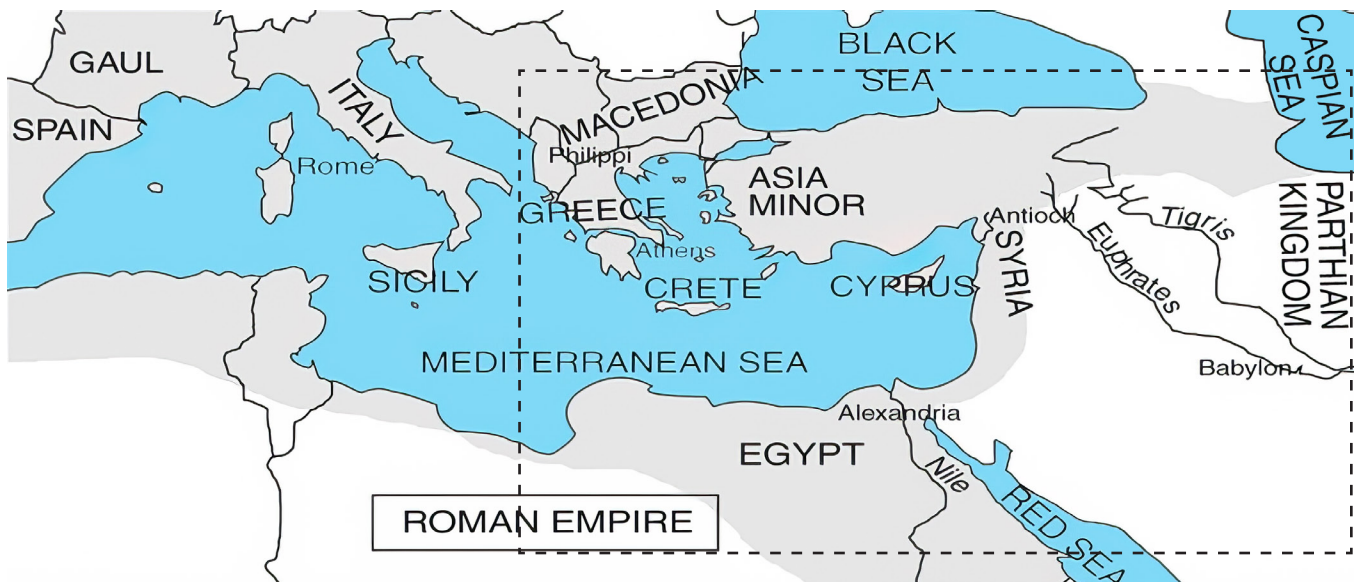 GAUL
SPAIN
ITALY
Rome
SICILY
MACEDONIA
Philippi
GREECE
Athens
CRETE
BLACK
SEA
CASPIAN
SEA
ASIA
MINOR
Antioch
SYRIA
CYPRUS
Tigris
Euphrates
PARTHIAN
KINGDOM
Babylon
MEDITERRANEAN SEA
Alexandria
EGYPT
Nile
RED SEA
ROMAN EMPIRE